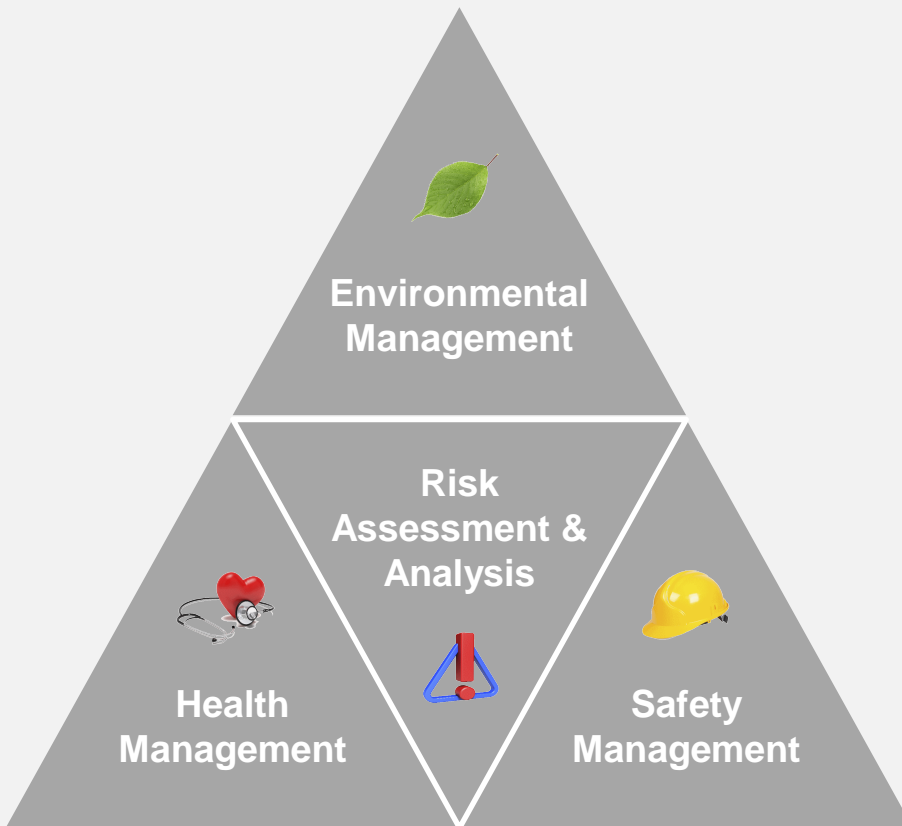 Environmental
Management
Risk
Assessment &
Analysis
Health
Management
Safety
Management